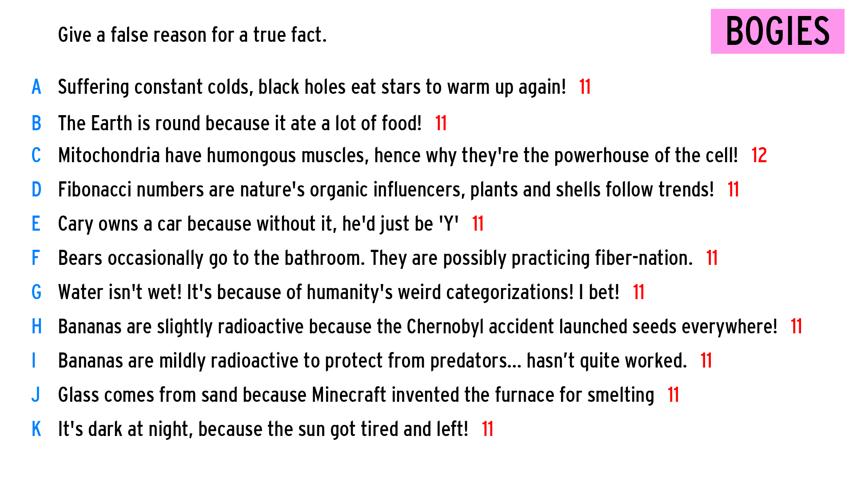 Give a false reason for a true fact.
BOGIES
A Suffering constant colds, black holes eat stars to warm up again! 11
B The Earth is round because it ate a lot of food! 11
C Mitochondria have humongous muscles, hence why they're the powerhouse of the cell! 12
D Fibonacci numbers are nature's organic influencers, plants and shells follow trends! 11
E Cary owns a car because without it, he'd just be 'Y' 11
F Bears occasionally go to the bathroom. They are possibly practicing fiber-nation. 11
G Water isn't wet! It's because of humanity's weird categorizations! I bet! 11
H Bananas are slightly radioactive because the Chernobyl accident launched seeds everywhere! 11
I Bananas are mildly radioactive to protect from predators... hasn’t quite worked. 11
J Glass comes from sand because Minecraft invented the furnace for smelting 11
K It's dark at night, because the sun got tired and left! 11